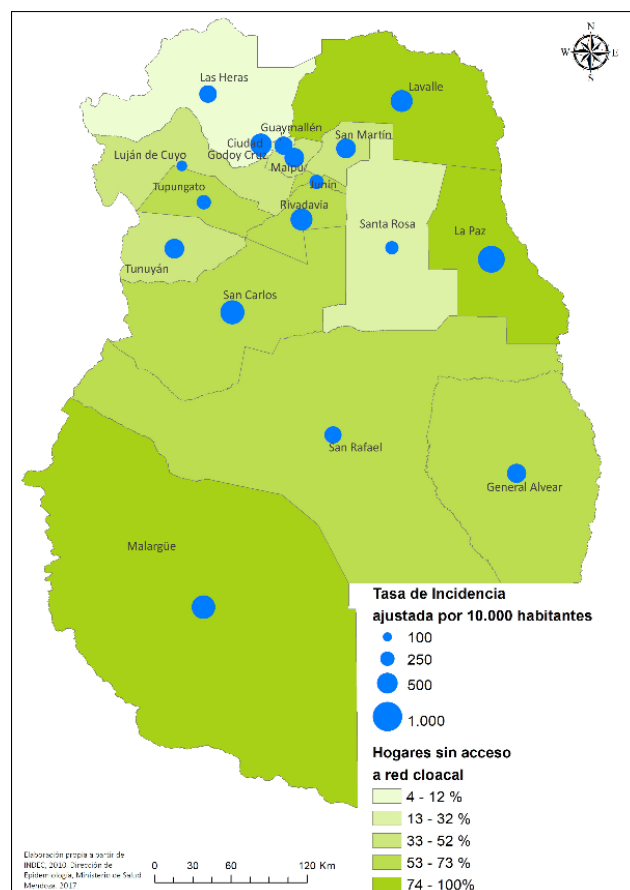 N
W E
S
Las Heras
Lavalle
Guaymallén
Ciudad
San Martín
Godoy Cruz
Luján de Cuyo
Maipú
Junín
Tupungato
Rivadavia
Santa Rosa
La Paz
Tunuyán
San Carlos
San Rafael
General Alvear
Malargüe
Tasa de Incidencia
ajustada por 10.000 habitantes
100
250
500
1.000
Hogares sin acceso
a red cloacal
4 - 12 %
13 - 32 %
33 - 52 %
53 - 73 %
74 - 100%
Elaboración propia a partir de
INDEC, 2010. Dirección de
Epidemiología, Ministerio de Salud
Mendoza, 2017
0 30 60 120 Km